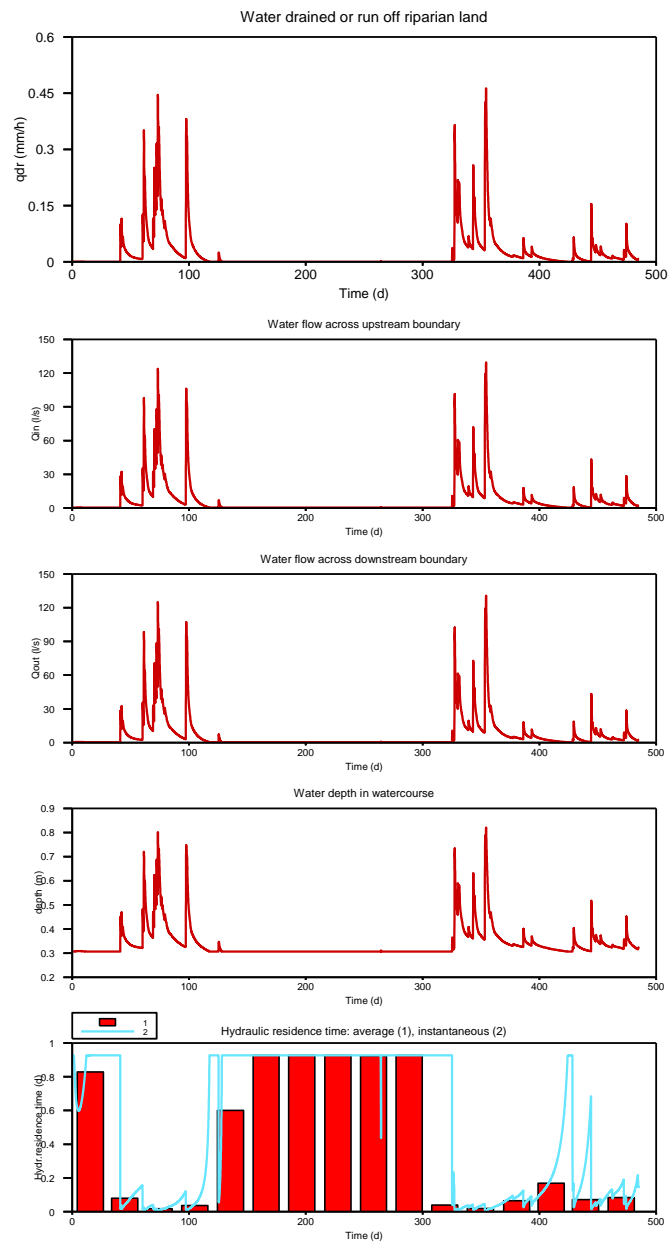 Water drained or run off riparian land
0.6
0.45
0.3
0.15
0
qdr (mm/h)
0 100 200 300 400 500
Time (d)
Water flow across upstream boundary
150
120
90
60
30
0
Qin (l/s)
0 100 200 300 400 500
Time (d)
Water flow across downstream boundary
150
120
90
60
30
0
Qout (l/s)
0 100 200 300 400 500
Time (d)
Water depth in watercourse
0.9
0.8
0.7
0.6
0.5
0.4
0.3
0.2
depth (m)
0 100 200 300 400 500
Time (d)
1
2
Hydraulic residence time: average (1), instantaneous (2)
1
0.8
0.6
0.4
0.2
0
Hydr.residence time (d)
0 100 200 300 400 500
Time (d)